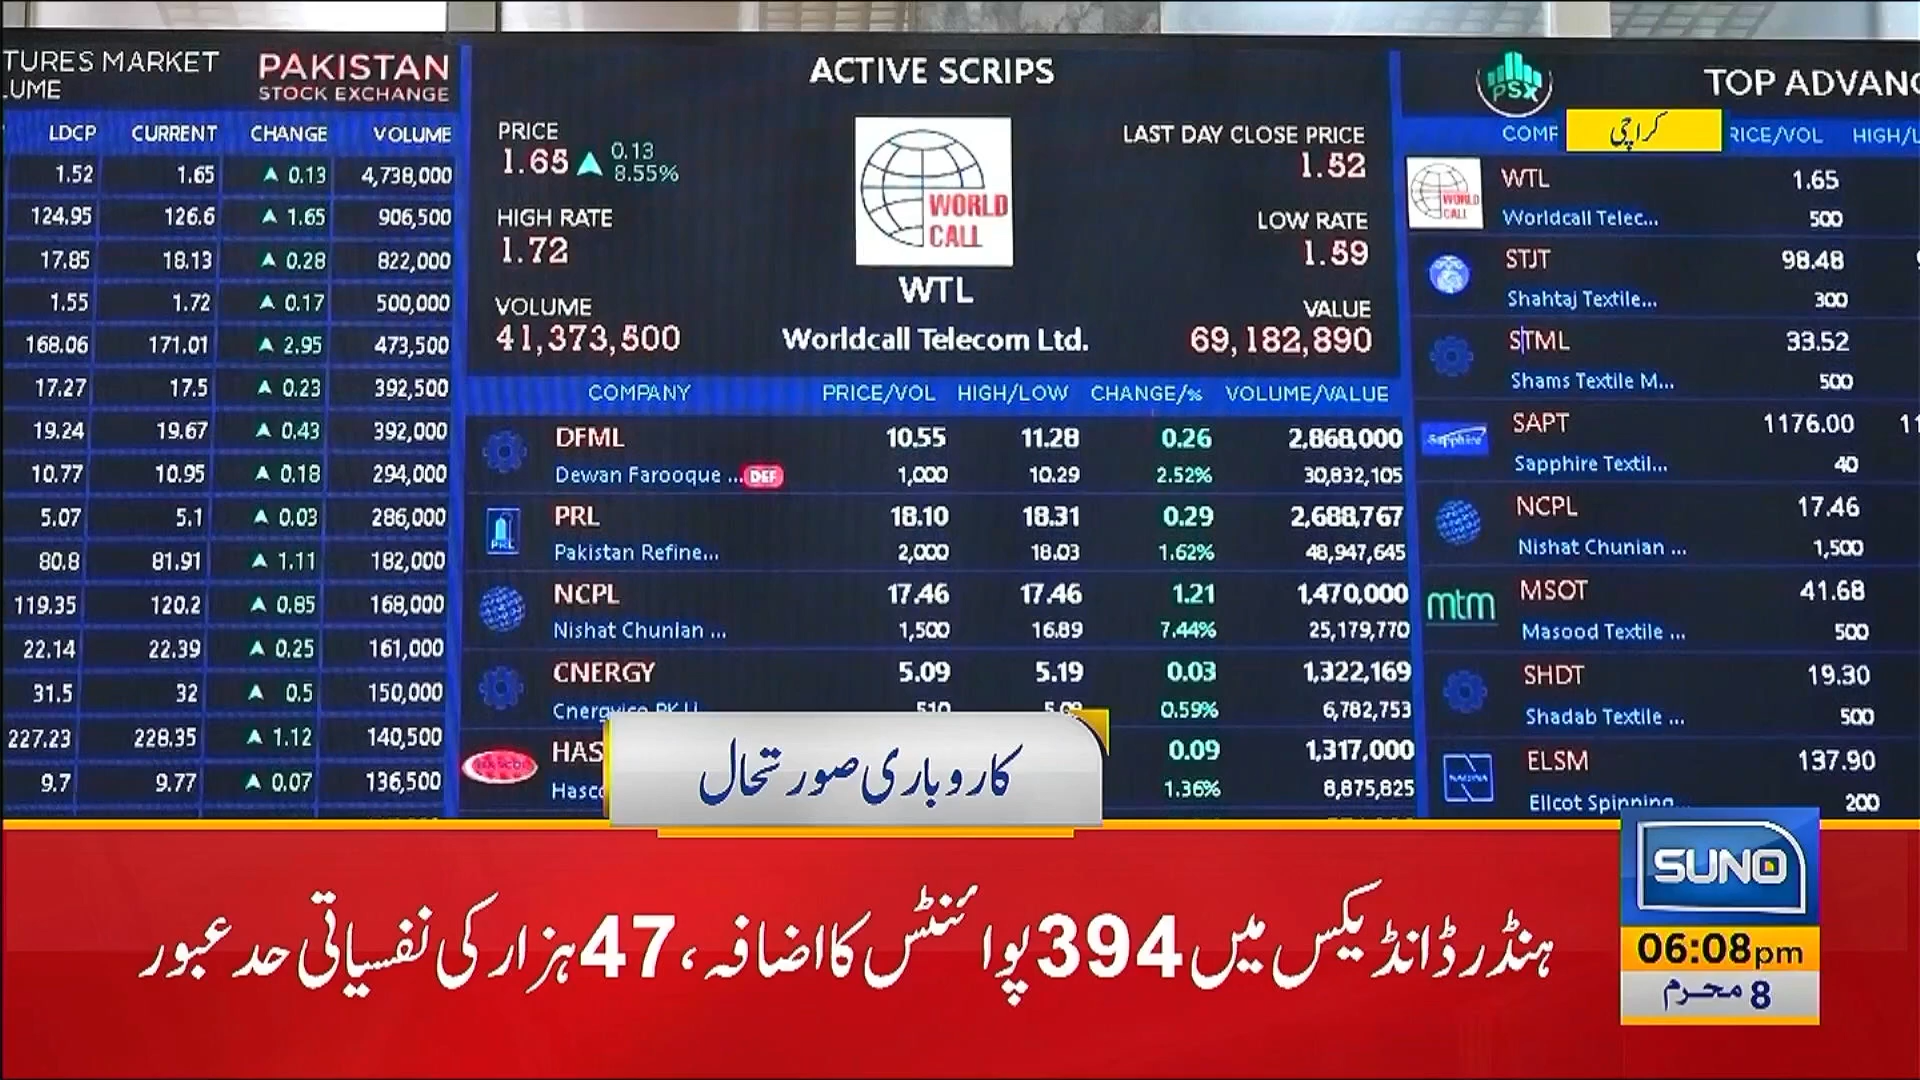 TURES MARKET
LUME
PAKISTAN
STOCK EXCHANGE
LDCP CURRENT CHANGE VOLUME
1.52 1.65 ▲ 0.13 4,738,000
124.95 126.6 ▲ 1.65 906,500
17.85 18.13 ▲ 0.28 822,000
1.55 1.72 ▲ 0.17 500,000
168.06 171.01 ▲ 2.95 473,500
17.27 17.5 ▲ 0.23 392,500
19.24 19.67 ▲ 0.43 392,000
10.77 10.95 ▲ 0.18 294,000
5.07 5.1 ▲ 0.03 286,000
80.8 81.91 ▲ 1.11 182,000
119.35 120.2 ▲ 0.85 168,000
22.14 22.39 ▲ 0.25 161,000
31.5 32 ▲ 0.5 150,000
227.23 228.35 ▲ 1.12 140,500
9.7 9.77 ▲ 0.07 136,500
ACTIVE SCRIPS
PRICE
1.65 ▲ 0.13
8.55%
HIGH RATE
1.72
VOLUME
41,373,500
WORLD
CALL
WTL
Worldcall Telecom Ltd.
LAST DAY CLOSE PRICE
1.52
LOW RATE
1.59
VALUE
69,182,890
COMPANY PRICE/VOL HIGH/LOW CHANGE/% VOLUME/VALUE
DFML 10.55 11.28 0.26 2,868,000
Dewan Farooque ... DEF 1,000 10.29 2.52% 30,832,105
PRL 18.10 18.31 0.29 2,688,767
PRL Pakistan Refine... 2,000 18.03 1.62% 48,947,645
NCPL 17.46 17.46 1.21 1,470,000
Nishat Chunian ... 1,500 16.89 7.44% 25,179,770
CNERGY 5.09 5.19 0.03 1,322,169
Cnergyico PK Li 510 0.59% 6,782,753
HAS 0.09 1,317,000
Hasc 1.36% 8,875,825
PSX
TOP ADVANC
COMP RICE/VOL HIGH/L
کراچی
WORLD
CALL
WTL 1.65
Worldcall Telec... 500
STJT 98.48
Shahtaj Textile... 300
STML 33.52
Shams Textile M... 500
Sapphire
SAPT 1176.00 11
Sapphire Textil... 40
NCPL 17.46
Nishat Chunian ... 1,500
mtm
MSOT 41.68
Masood Textile ... 500
SHDT 19.30
Shadab Textile ... 500
ELSM 137.90
Ellcot Spinning... 200
کاروباری صورتحال
ہنڈرڈ انڈیکس میں 394 پوائنٹس کا اضافہ، 47 ہزار کی نفسیاتی حد عبور
SUNO
06:08pm
8 محرم